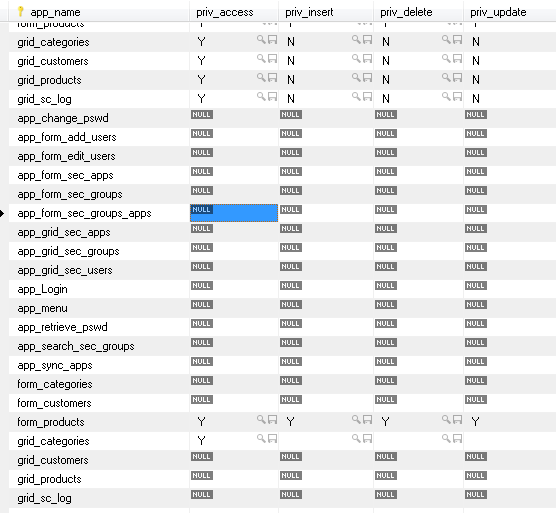 app_name priv_access priv_insert priv_delete priv_update
form_products Y Y Y Y
grid_categories Y N N N
grid_customers Y N N N
grid_products Y N N N
grid_sc_log Y N N N
app_change_pswd NULL NULL NULL NULL
app_form_add_users NULL NULL NULL NULL
app_form_edit_users NULL NULL NULL NULL
app_form_sec_apps NULL NULL NULL NULL
app_form_sec_groups NULL NULL NULL NULL
app_form_sec_groups_apps NULL NULL NULL NULL
app_grid_sec_apps NULL NULL NULL NULL
app_grid_sec_groups NULL NULL NULL NULL
app_grid_sec_users NULL NULL NULL NULL
app_Login NULL NULL NULL NULL
app_menu NULL NULL NULL NULL
app_retrieve_pswd NULL NULL NULL NULL
app_search_sec_groups NULL NULL NULL NULL
app_sync_apps NULL NULL NULL NULL
form_categories NULL NULL NULL NULL
form_customers NULL NULL NULL NULL
form_products Y Y Y Y
grid_categories Y
grid_customers NULL NULL NULL NULL
grid_products NULL NULL NULL NULL
grid_sc_log NULL NULL NULL NULL